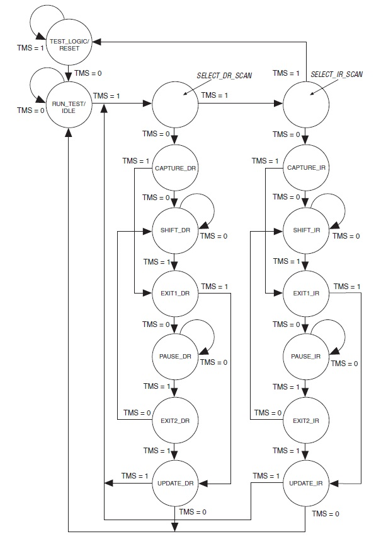 TEST_LOGIC/
RESET
TMS = 1
TMS = 0
SELECT_DR_SCAN
TMS = 1
SELECT_IR_SCAN
RUN_TEST/
IDLE
TMS = 0
TMS = 1
TMS = 1
TMS = 0
TMS = 0
TMS = 1
CAPTURE_DR
TMS = 1
CAPTURE_IR
TMS = 0
TMS = 0
SHIFT_DR
TMS = 0
SHIFT_IR
TMS = 0
TMS = 1
TMS = 1
EXIT1_DR
TMS = 1
EXIT1_IR
TMS = 1
TMS = 0
TMS = 0
PAUSE_DR
TMS = 0
PAUSE_IR
TMS = 0
TMS = 1
TMS = 1
TMS = 0
EXIT2_DR
TMS = 0
EXIT2_IR
TMS = 1
TMS = 1
TMS = 1
UPDATE_DR
TMS = 1
UPDATE_IR
TMS = 0
TMS = 0